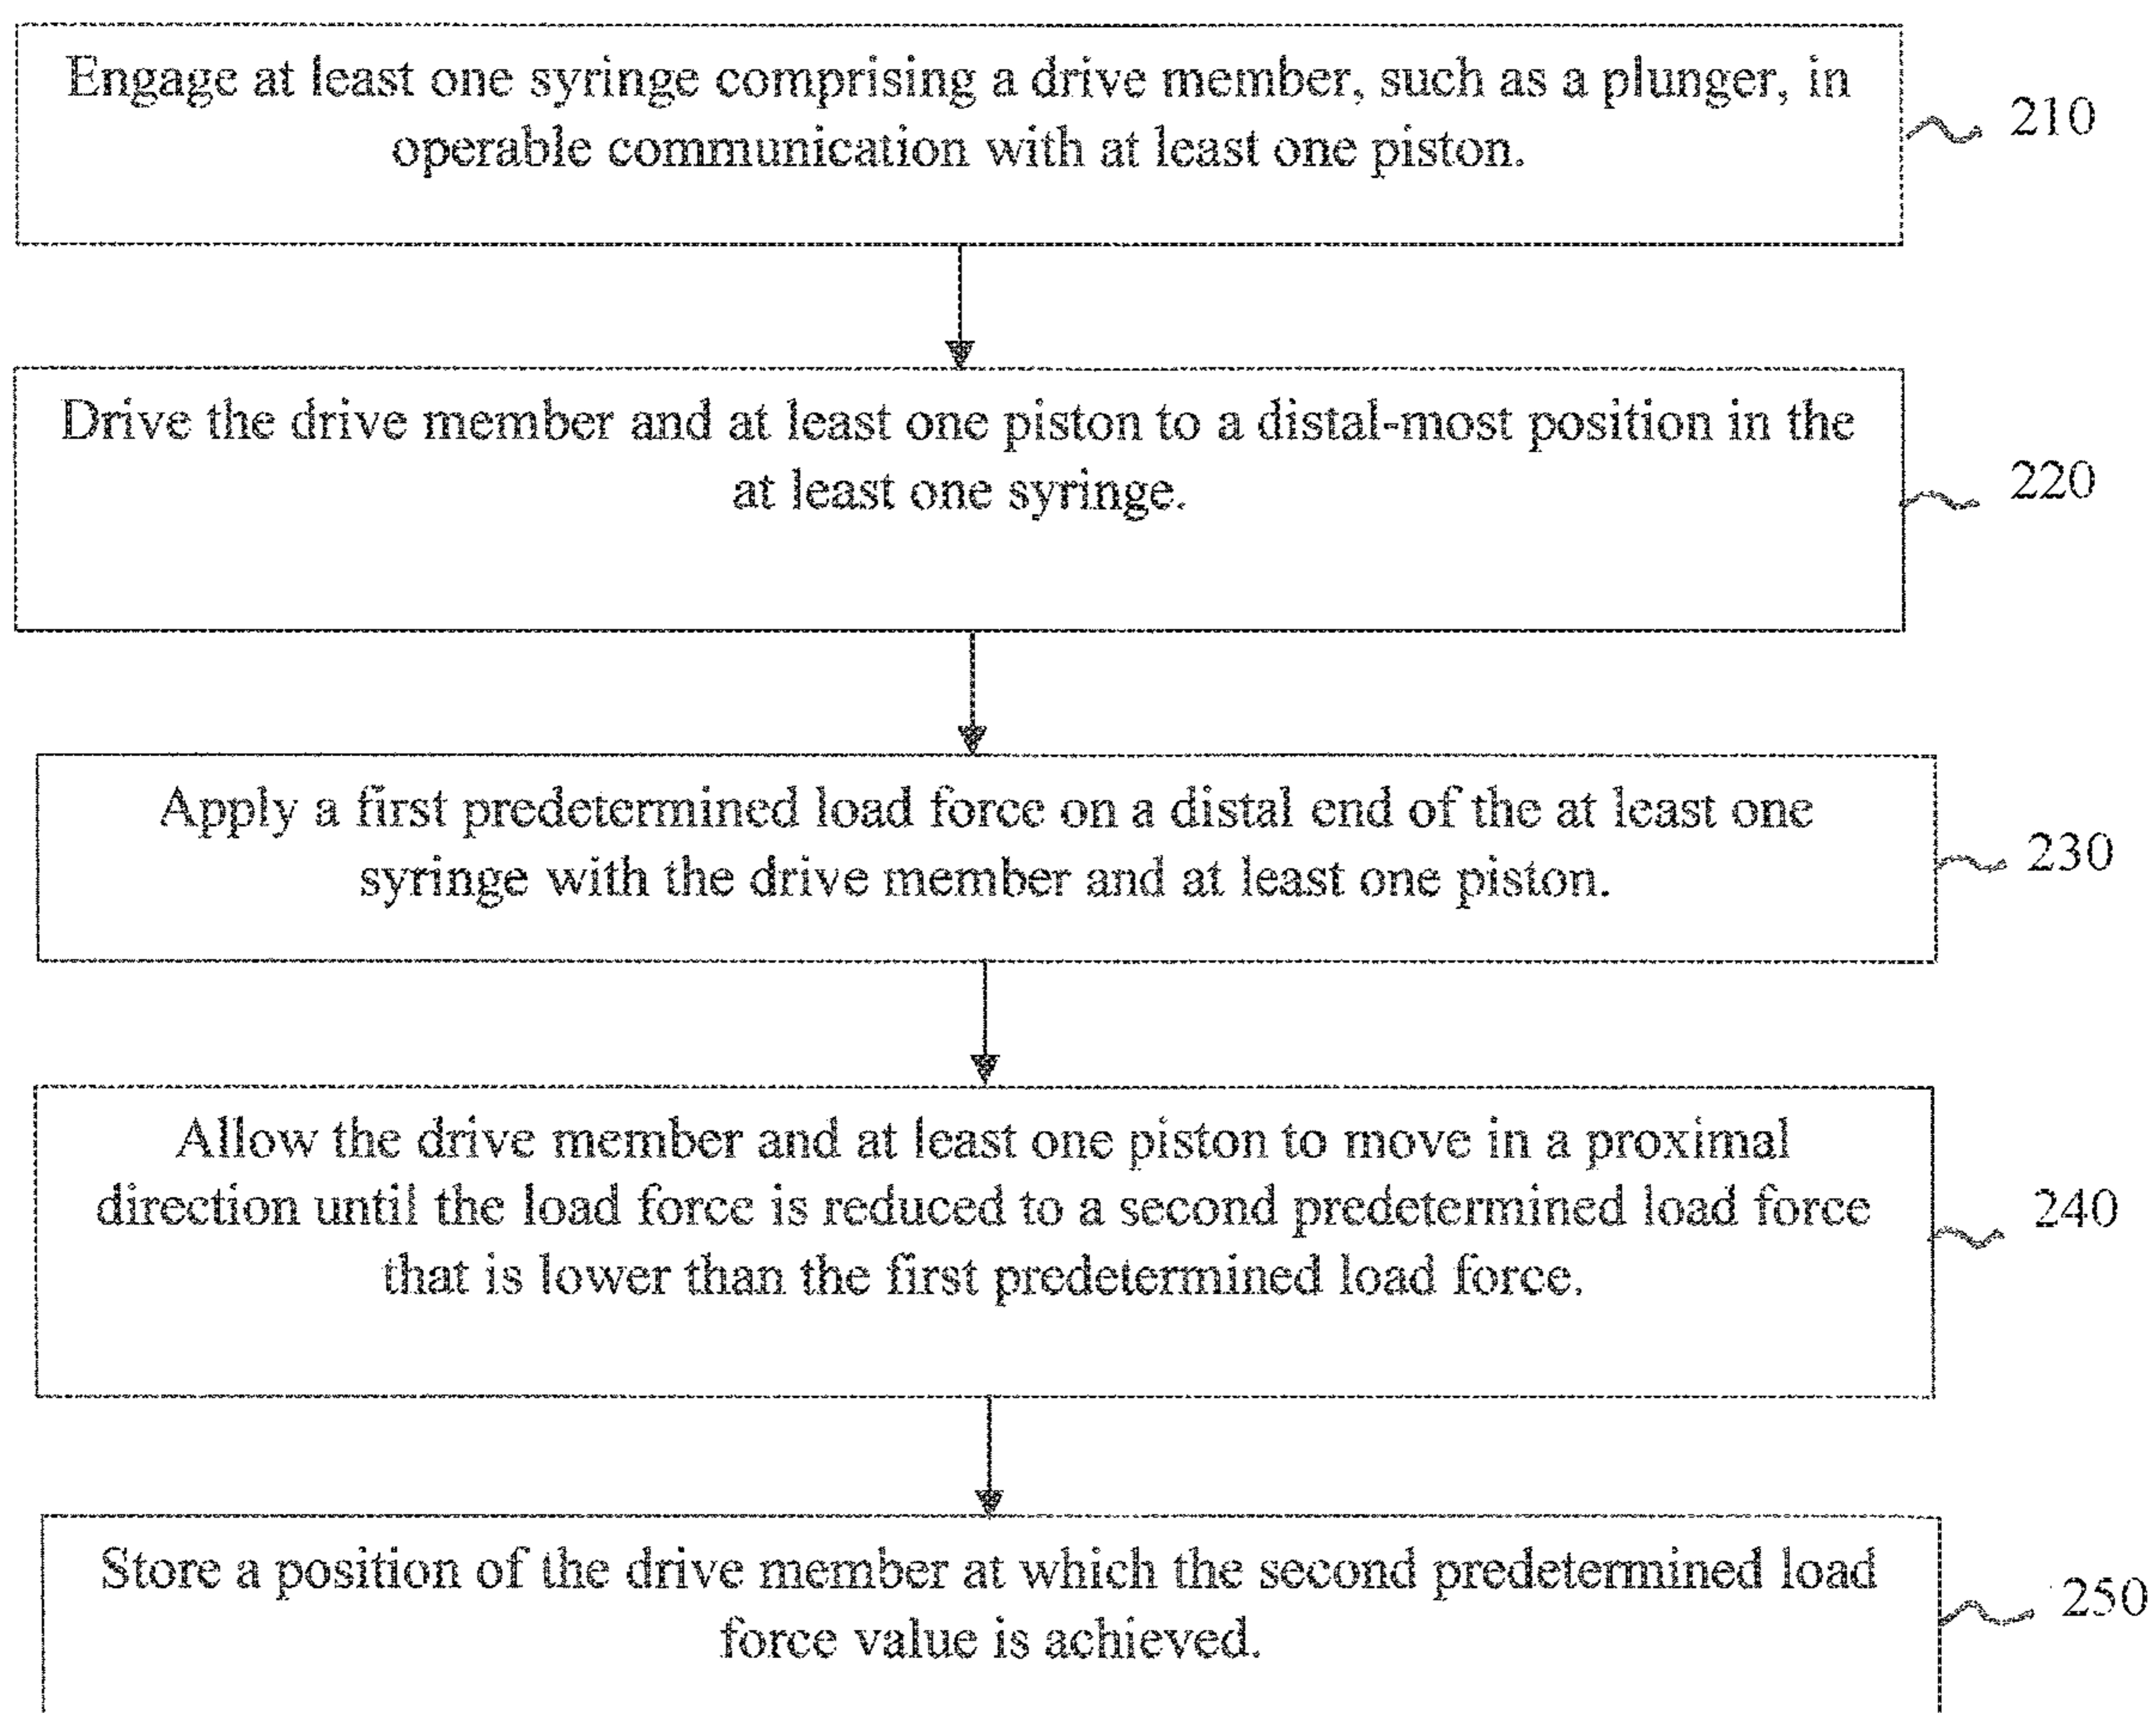 Engage at least one syringe comprising a drive member, such as a plunger, in
operable communication with at least one piston.
210
Drive the drive member and at least one piston to a distal-most position in the
at least one syringe.
220
Apply a first predetermined load force on a distal end of the at least one
syringe with the drive member and at least one piston.
230
Allow the drive member and at least one piston to move in a proximal
direction until the load force is reduced to a second predetermined load force
that is lower than the first predetermined load force.
240
Store a position of the drive member at which the second predetermined load
force value is achieved.
250